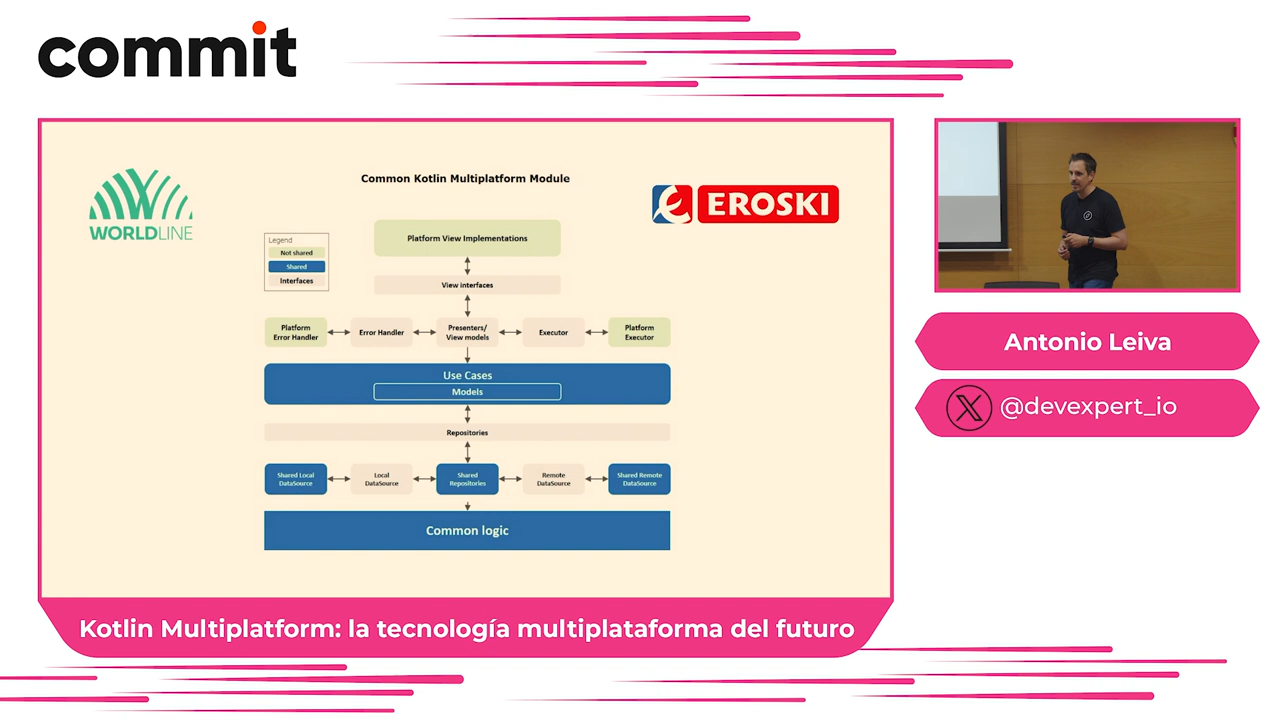 commit
WORLDLINE
Common Kotlin Multiplatform Module
EROSKI
Legend
Not shared
Shared
Interfaces
Platform View Implementations
View interfaces
Platform
Error Handler
Error Handler
Presenters/
View models
Executor
Platform
Executor
Use Cases
Models
Repositories
Shared Local
DataSource
Local
DataSource
Shared
Repositories
Remote
DataSource
Shared Remote
DataSource
Common logic
Antonio Leiva
@devexpert_io
Kotlin Multiplatform: la tecnología multiplataforma del futuro